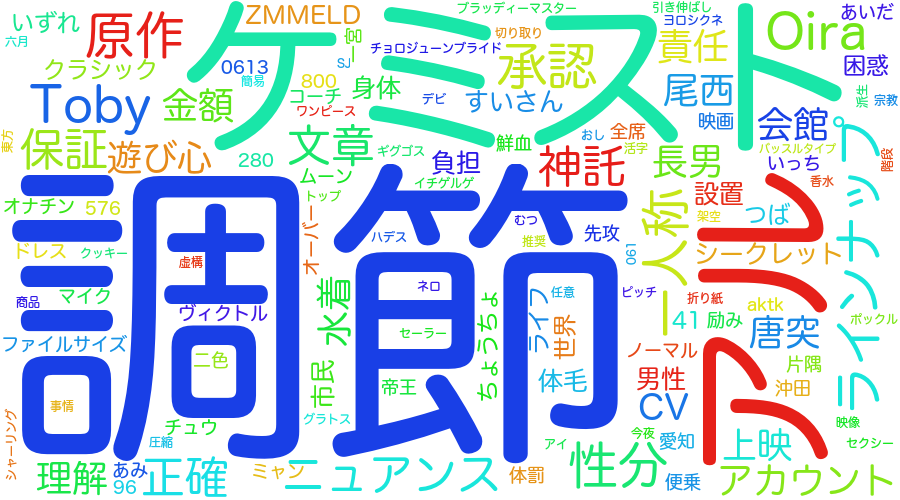 いずれ
原作
六月
クラシック
ZMMELD
0613
簡易
SJ
一宮
800
コーチ
ワンピース
ケミスト
ブラッディーマスター
引き伸ばし
ヨロシクネ
切り取り
チョロジューンブライド
承認
責任
Oira
あいだ
困惑
派生
宗教
Toby
金額
身体
デビ
すいさん
尾西
映画
会館
バッスルタイプ
東方
保証
遊び心
280
文章
ギグゴス
鮮血
おし
全席
活字
いっち
階段
ムーン
負担
神託
長男
香水
オナチン
576
トップ
イチゲルゲ
設置
架空
つば
ラインナップ。
ドレス
クッキー
虚構
オーバー
ハデス
むつ
推奨
先攻
一人称
シークレット
調節
商品
マイク
ヴィクトル
水着
ネロ
ちょうちょ
ライフ
任意
061
ピッチ
折り紙
aktk
アル
ファイルサイズ
二色
セーラー
世界
41
励み
唐突
ボックル
ノーマル
片隅
市民
帝王
体毛
男性
沖田
事情
チュウ
グラトス
CV
映像
シャーリング
圧縮
アイ
今夜
愛知
上映
セクシー
理解
あみ
96
正確
ミャン
ニュアンス
体罰
性分
便乗
アカウント